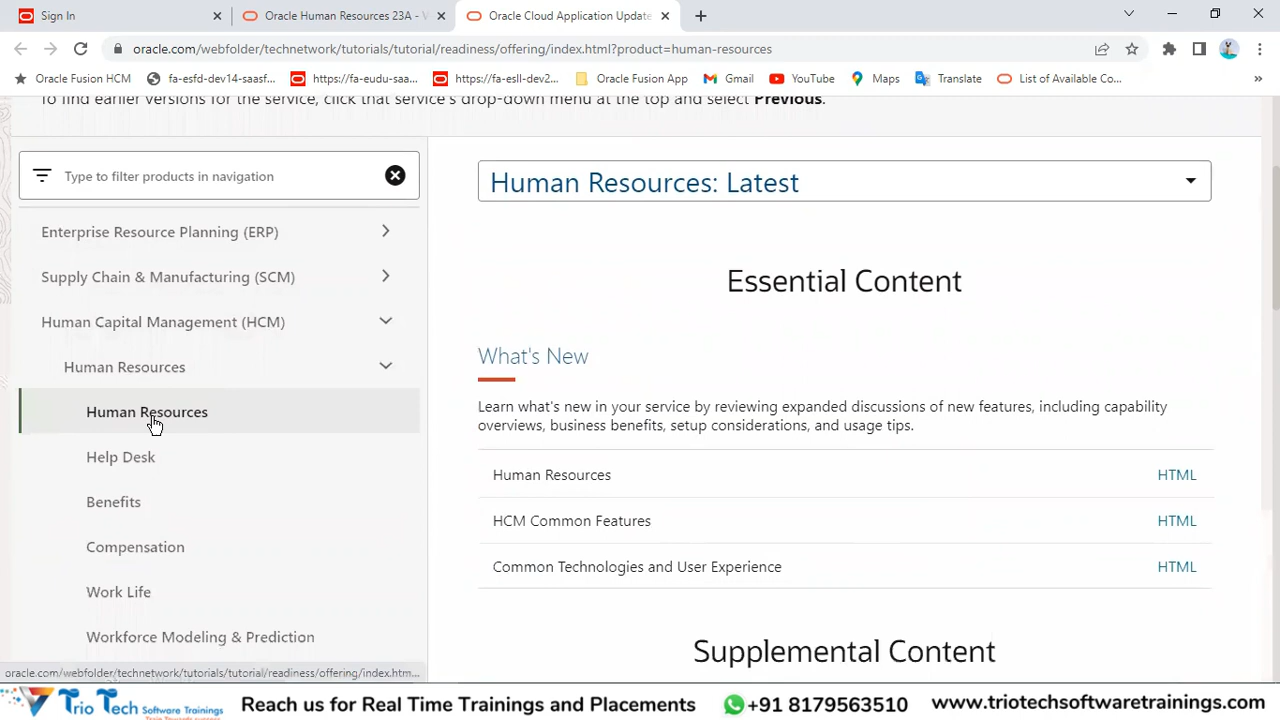 Sign In
Oracle Human Resources 23A - W
Oracle Cloud Application Update
oracle.com/webfolder/technetwork/tutorials/tutorial/readiness/offering/index.html?product=human-resources
Oracle Fusion HCM
fa-esfd-dev14-saasf...
https://fa-eudu-saa...
https://fa-esll-dev2...
Oracle Fusion App
Gmail
YouTube
Maps
Translate
List of Available Co...
»
To find earlier versions for the service, click that service's drop-down menu at the top and select Previous.
Type to filter products in navigation
Enterprise Resource Planning (ERP)
Supply Chain & Manufacturing (SCM)
Human Capital Management (HCM)
Human Resources
Human Resources
Help Desk
Benefits
Compensation
Work Life
Workforce Modeling & Prediction
Human Resources: Latest
Essential Content
What's New
Learn what's new in your service by reviewing expanded discussions of new features, including capability
overviews, business benefits, setup considerations, and usage tips.
Human Resources HTML
HCM Common Features HTML
Common Technologies and User Experience HTML
Supplemental Content
oracle.com/webfolder/technetwork/tutorials/tutorial/readiness/offering/index.htm...
Trio Tech Software Trainings
Trio Towards success
Reach us for Real Time Trainings and Placements
+91 8179563510
www.triotechsoftwaretrainings.com